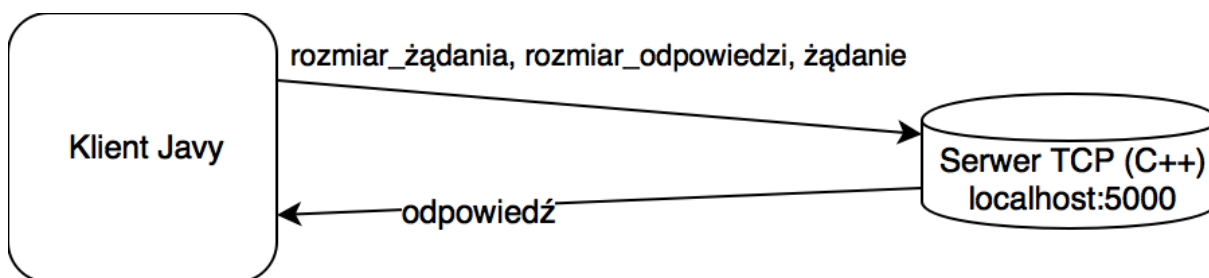 rozmiar_żądania, rozmiar_odpowiedzi, żądanie
Klient Javy
Serwer TCP (C++)
localhost:5000
odpowiedź